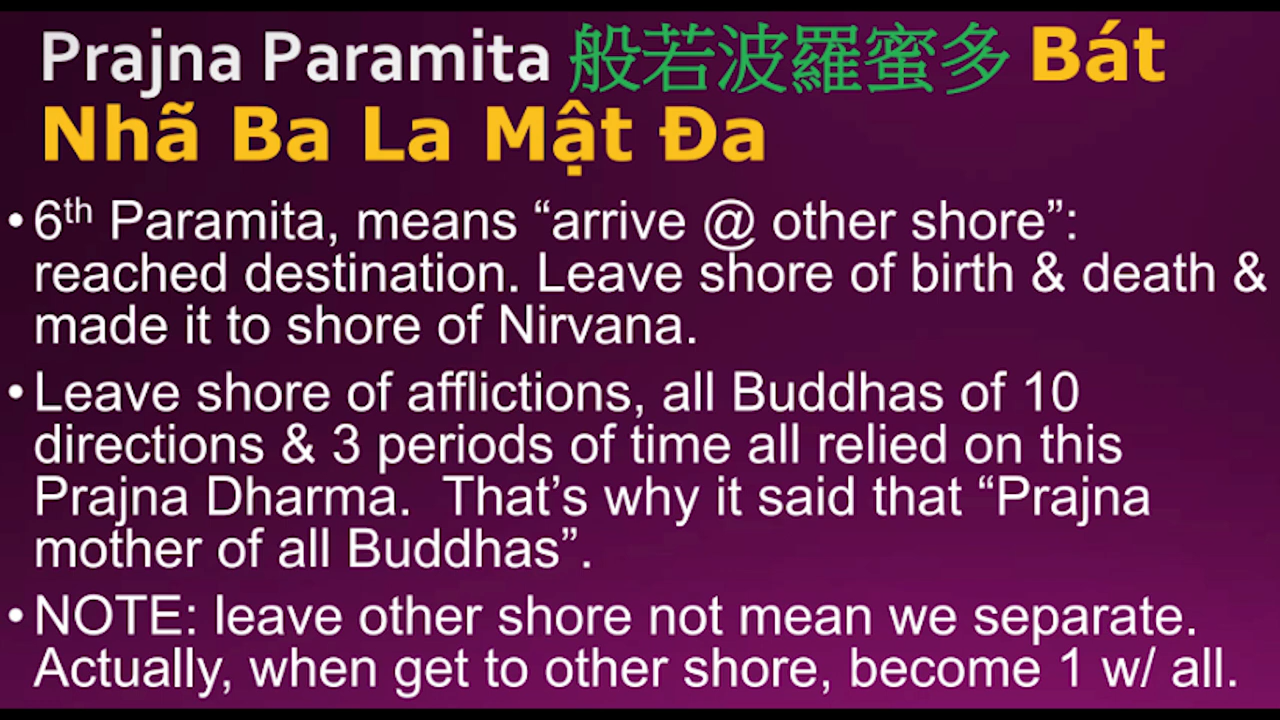 Prajna Paramita 般若波羅蜜多 Bát
Nhã Ba La Mật Đa
• 6th Paramita, means “arrive @ other shore”:
reached destination. Leave shore of birth & death &
made it to shore of Nirvana.
• Leave shore of afflictions, all Buddhas of 10
directions & 3 periods of time all relied on this
Prajna Dharma.  That’s why it said that “Prajna
mother of all Buddhas”.
• NOTE: leave other shore not mean we separate.
Actually, when get to other shore, become 1 w/ all.